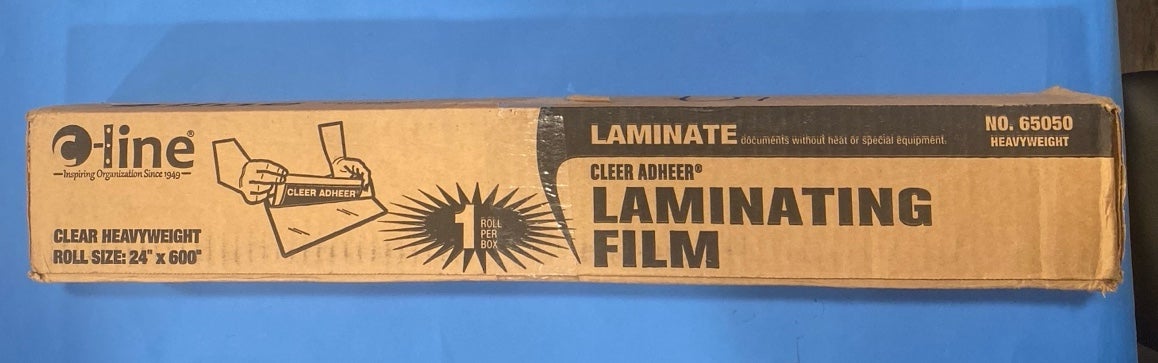 c-line®
Inspiring Organization Since 1949
CLEAR HEAVYWEIGHT
ROLL SIZE: 24" x 600"
CLEER ADHEER®
1 ROLL
PER
BOX
LAMINATE documents without heat or special equipment.
NO. 65050
HEAVYWEIGHT
CLEER ADHEER®
LAMINATING
FILM